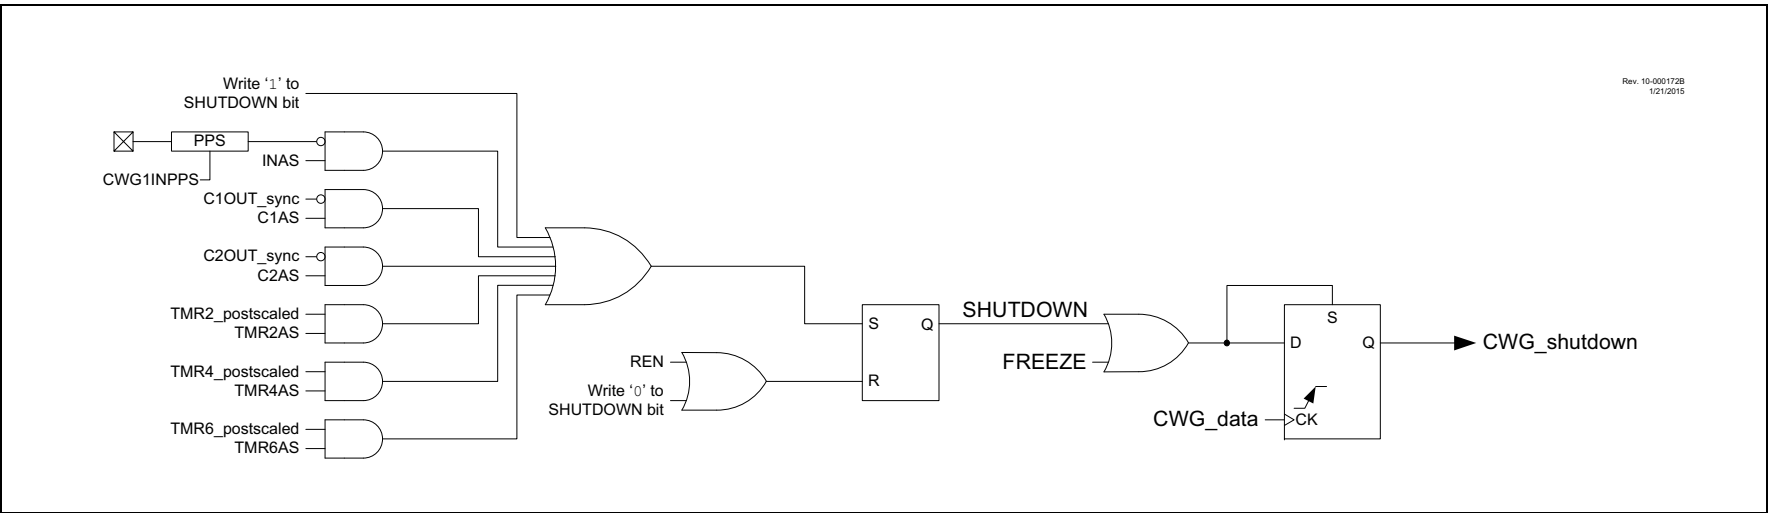 Write ‘1’ to
SHUTDOWN bit
Rev. 10-000172B
1/21/2015
PPS
INAS
CWG1INPPS
C1OUT_sync
C1AS
C2OUT_sync
C2AS
TMR2_postscaled
TMR2AS
TMR4_postscaled
TMR4AS
TMR6_postscaled
TMR6AS
REN
Write ‘0’ to
SHUTDOWN bit
S
Q
R
SHUTDOWN
FREEZE
S
D
Q
CK
CWG_data
CWG_shutdown